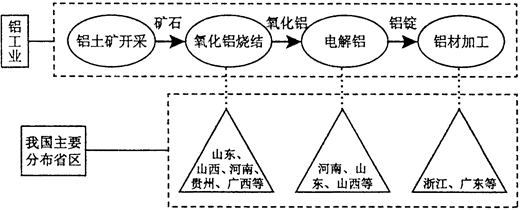 铝工业
铝土矿开采
矿石
氧化铝烧结
氧化铝
电解铝
铝锭
铝材加工
我国主要
分布省区
山东、
山西、河南、
贵州、广西等
河南、山
东、山西等
浙江、广东等